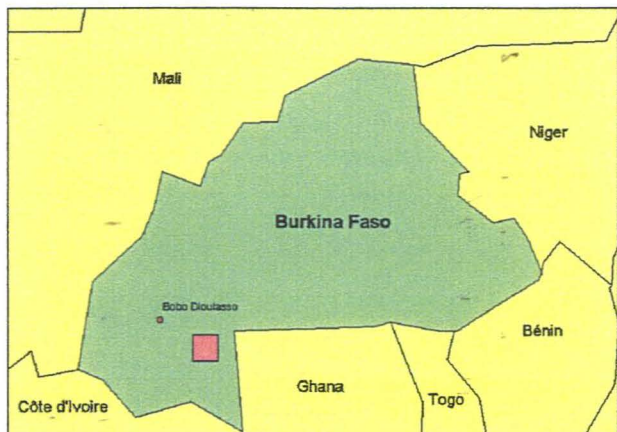 Mali
Niger
Burkina Faso
Bobo Dioulasso
Bénin
Ghana
Togo
Côte d'Ivoire